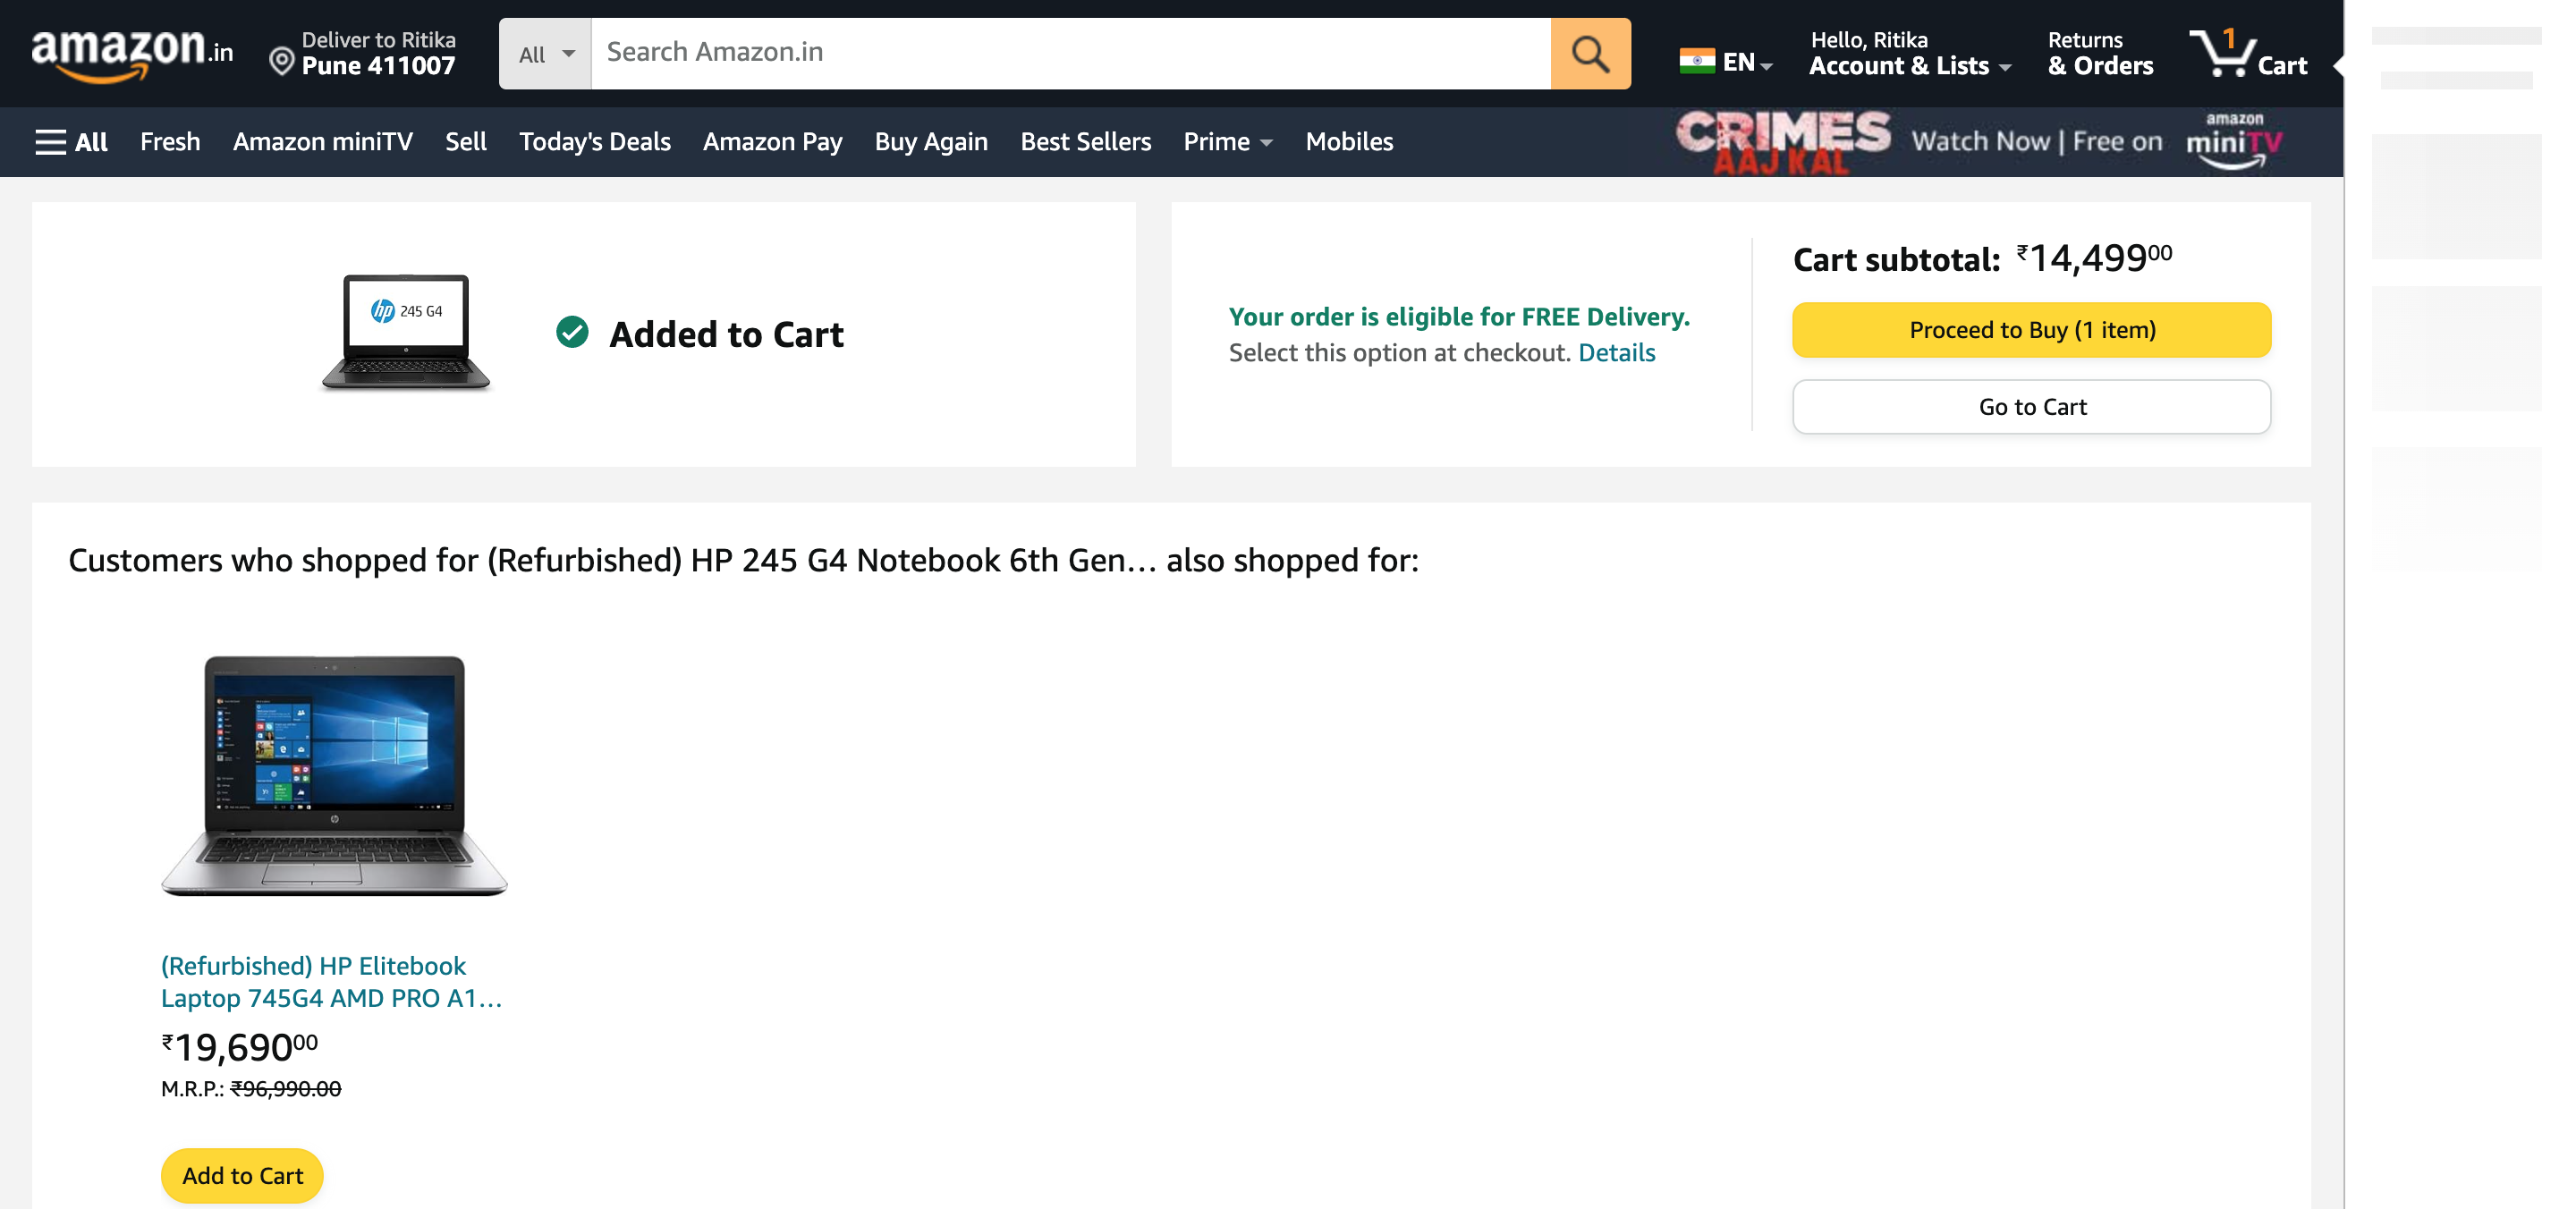 amazon.in
Deliver to Ritika
Pune 411007
All
Search Amazon.in
EN
Hello, Ritika
Account & Lists
Returns
& Orders
1
Cart
All
Fresh
Amazon miniTV
Sell
Today's Deals
Amazon Pay
Buy Again
Best Sellers
Prime
Mobiles
CRIMES
AAJ KAL
Watch Now | Free on
amazon
miniTV
hp 245 G4
Added to Cart
Your order is eligible for FREE Delivery.
Select this option at checkout. Details
Cart subtotal: ₹14,49900
Proceed to Buy (1 item)
Go to Cart
Customers who shopped for (Refurbished) HP 245 G4 Notebook 6th Gen… also shopped for:
(Refurbished) HP Elitebook
Laptop 745G4 AMD PRO A1…
₹19,69000
M.R.P.: ₹96,990.00
Add to Cart